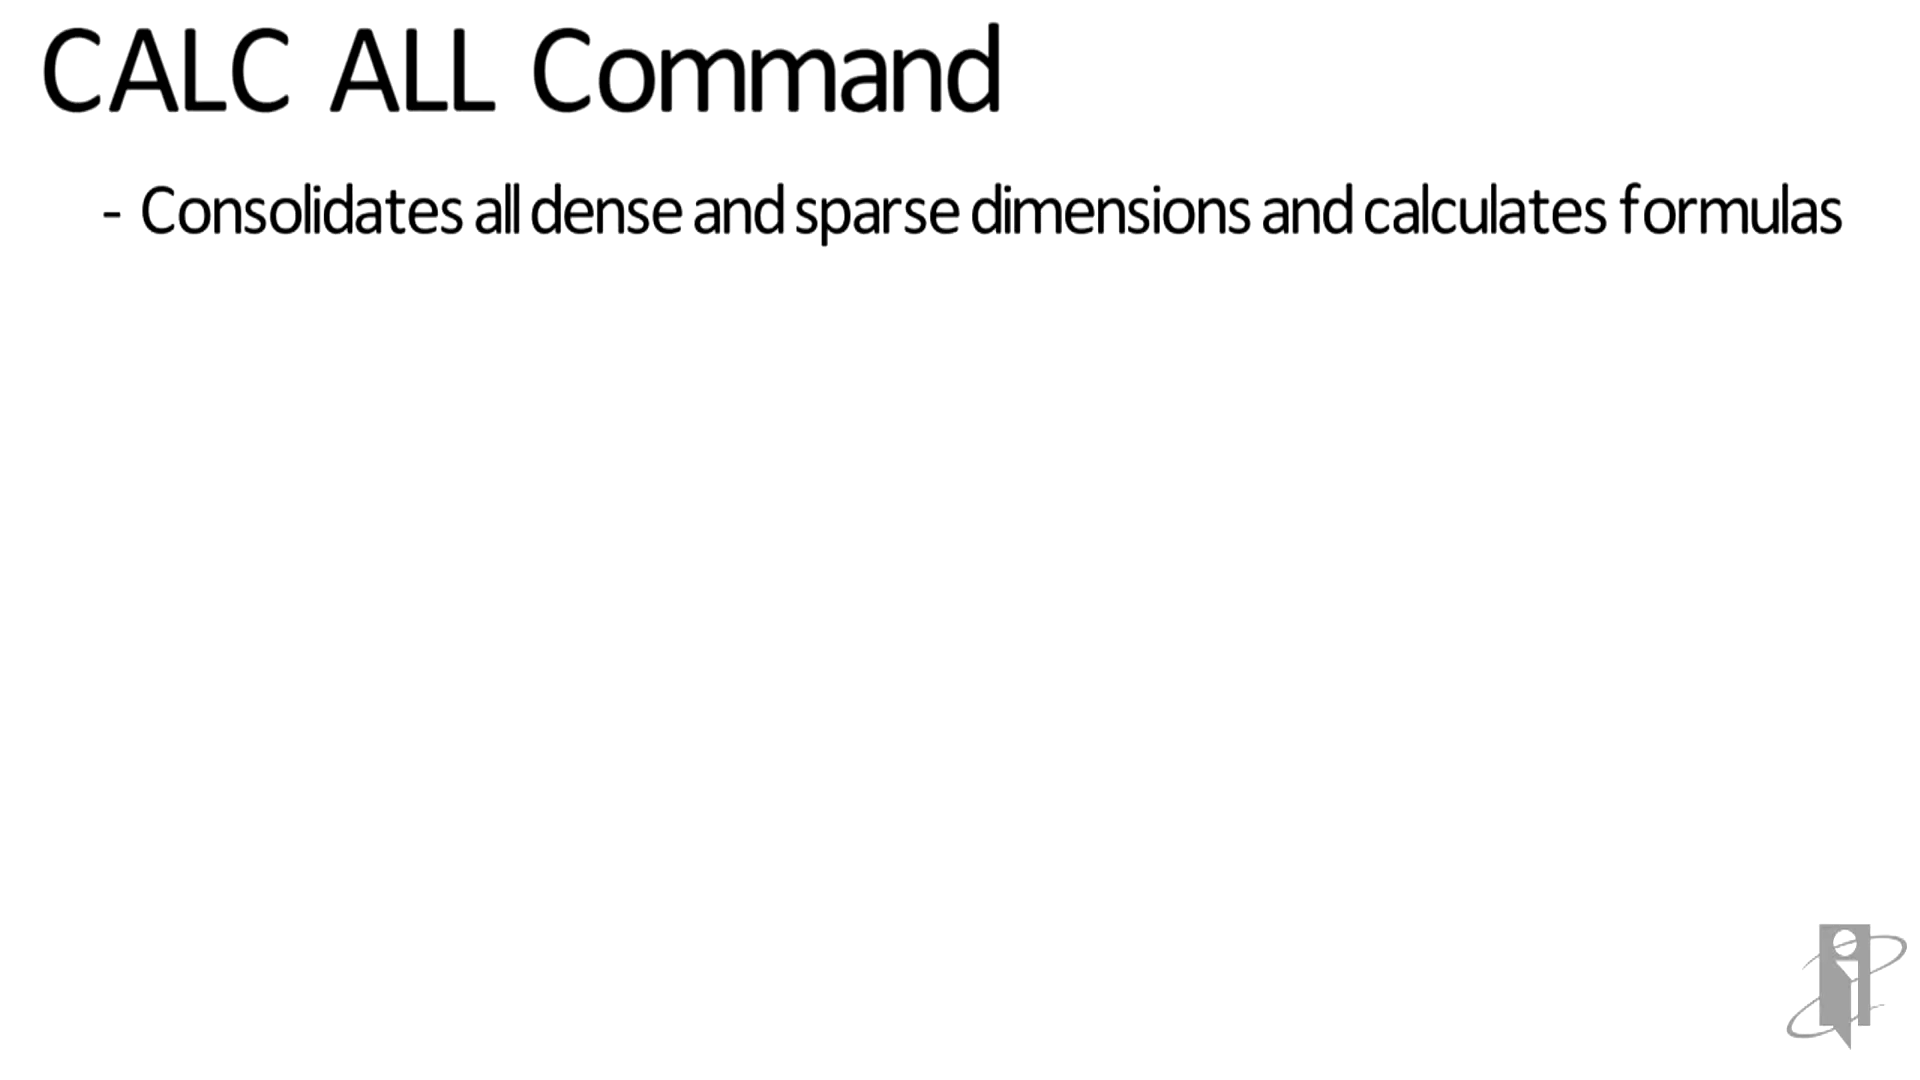 CALC ALL Command
- Consolidates all dense and sparse dimensions and calculates formulas